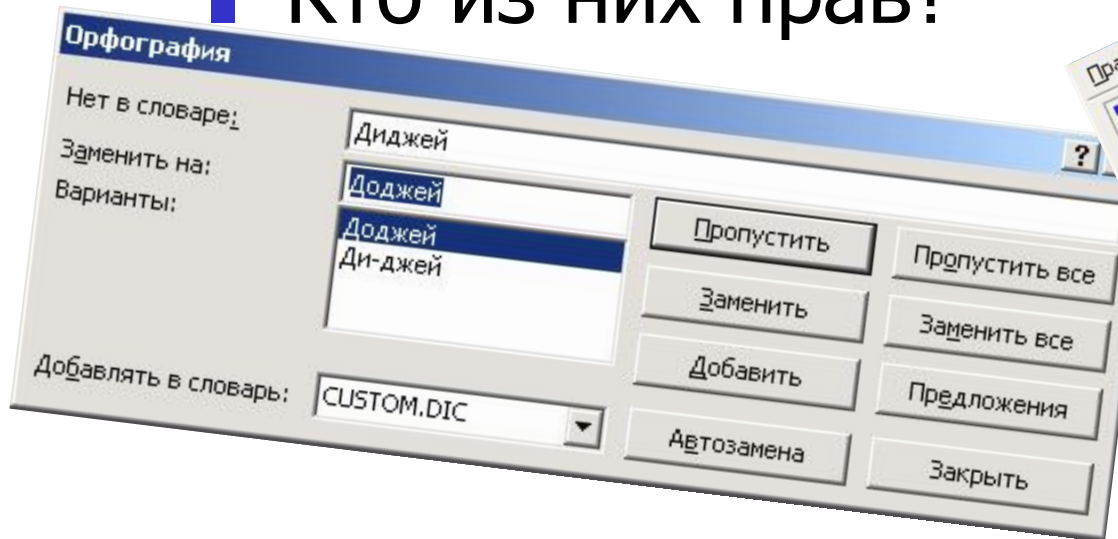 Кто из них прав?
Орфография
Нет в словаре:
Диджей
Заменить на:
Доджей
Варианты:
Доджей
Ди-джей
Пропустить
Пропустить все
Заменить
Заменить все
Добавить
Предложения
Автозамена
Закрыть
Добавлять в словарь:
CUSTOM.DIC
?